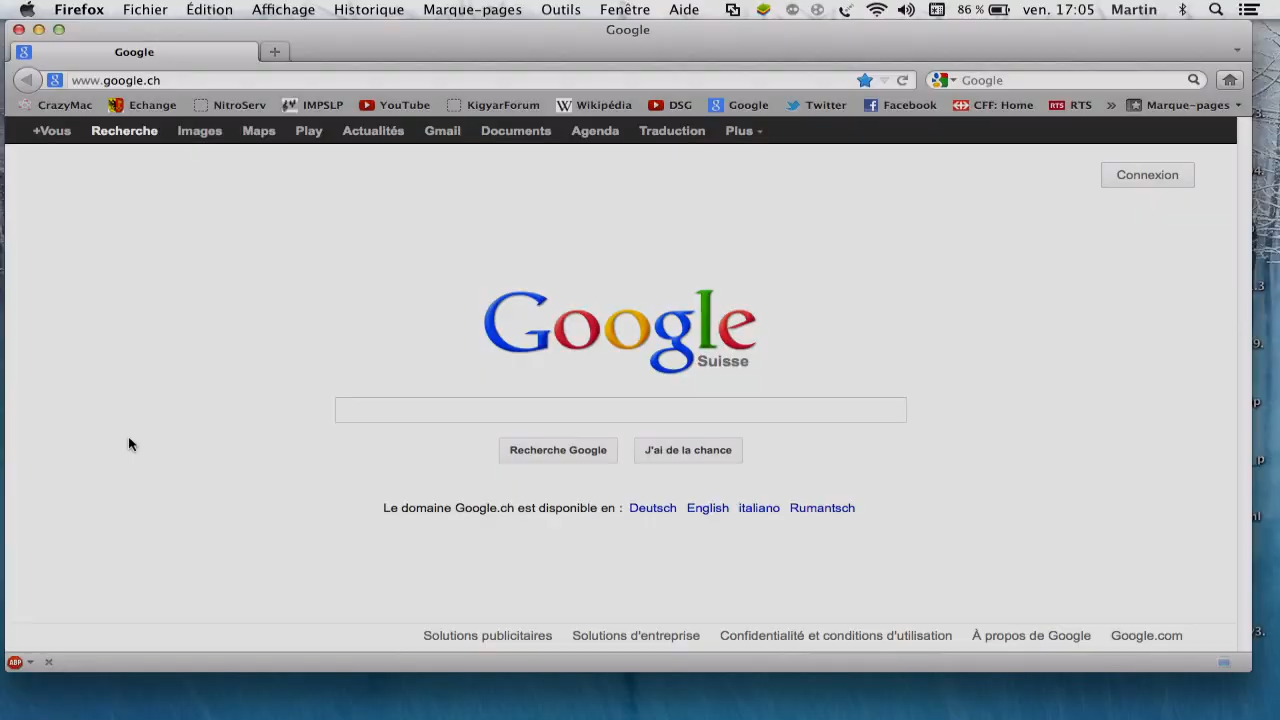 Firefox Fichier Édition Affichage Historique Marque-pages Outils Fenêtre Aide 86 % ven. 17:05 Martin
Google
Google
www.google.ch Google
CrazyMac Echange NitroServ IMPSLP YouTube KigyarForum Wikipédia DSG Google Twitter Facebook CFF: Home RTS » Marque-pages
+Vous Recherche Images Maps Play Actualités Gmail Documents Agenda Traduction Plus
Connexion
Google
Suisse
Recherche Google J'ai de la chance
Le domaine Google.ch est disponible en : Deutsch English italiano Rumantsch
Solutions publicitaires Solutions d'entreprise Confidentialité et conditions d'utilisation À propos de Google Google.com
ABP